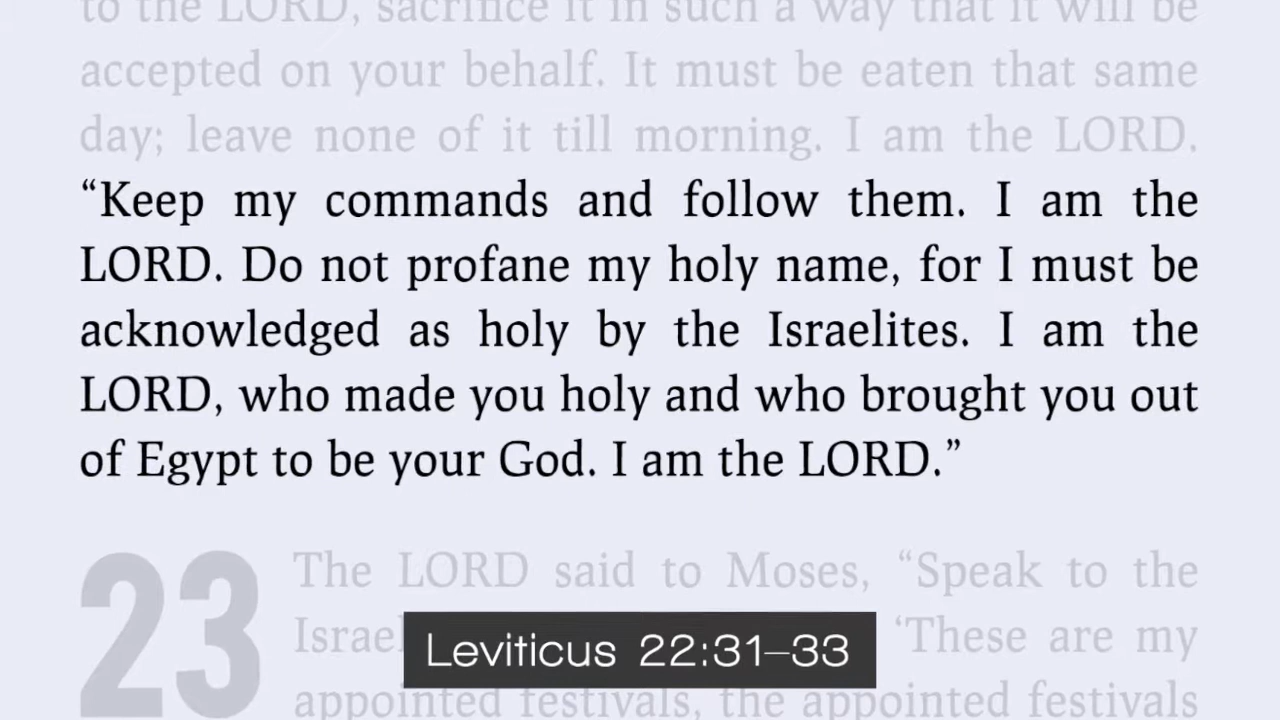 to the LORD, sacrifice it in such a way that it will be
accepted on your behalf. It must be eaten that same
day; leave none of it till morning. I am the LORD.
“Keep my commands and follow them. I am the
LORD. Do not profane my holy name, for I must be
acknowledged as holy by the Israelites. I am the
LORD, who made you holy and who brought you out
of Egypt to be your God. I am the LORD.”
23
The LORD said to Moses, “Speak to the
Israel ‘These are my
appointed festivals, the appointed festivals
Leviticus 22:31–33